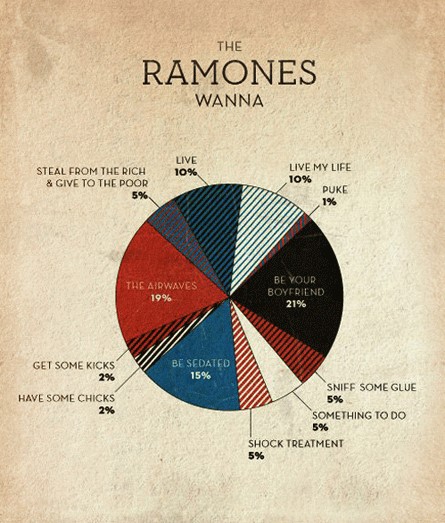 THE
RAMONES
WANNA
LIVE
10%
LIVE MY LIFE
10%
PUKE
1%
BE YOUR
BOYFRIEND
21%
SNIFF SOME GLUE
5%
SOMETHING TO DO
5%
SHOCK TREATMENT
5%
BE SEDATED
15%
HAVE SOME CHICKS
2%
GET SOME KICKS
2%
THE AIRWAVES
19%
STEAL FROM THE RICH
& GIVE TO THE POOR
5%